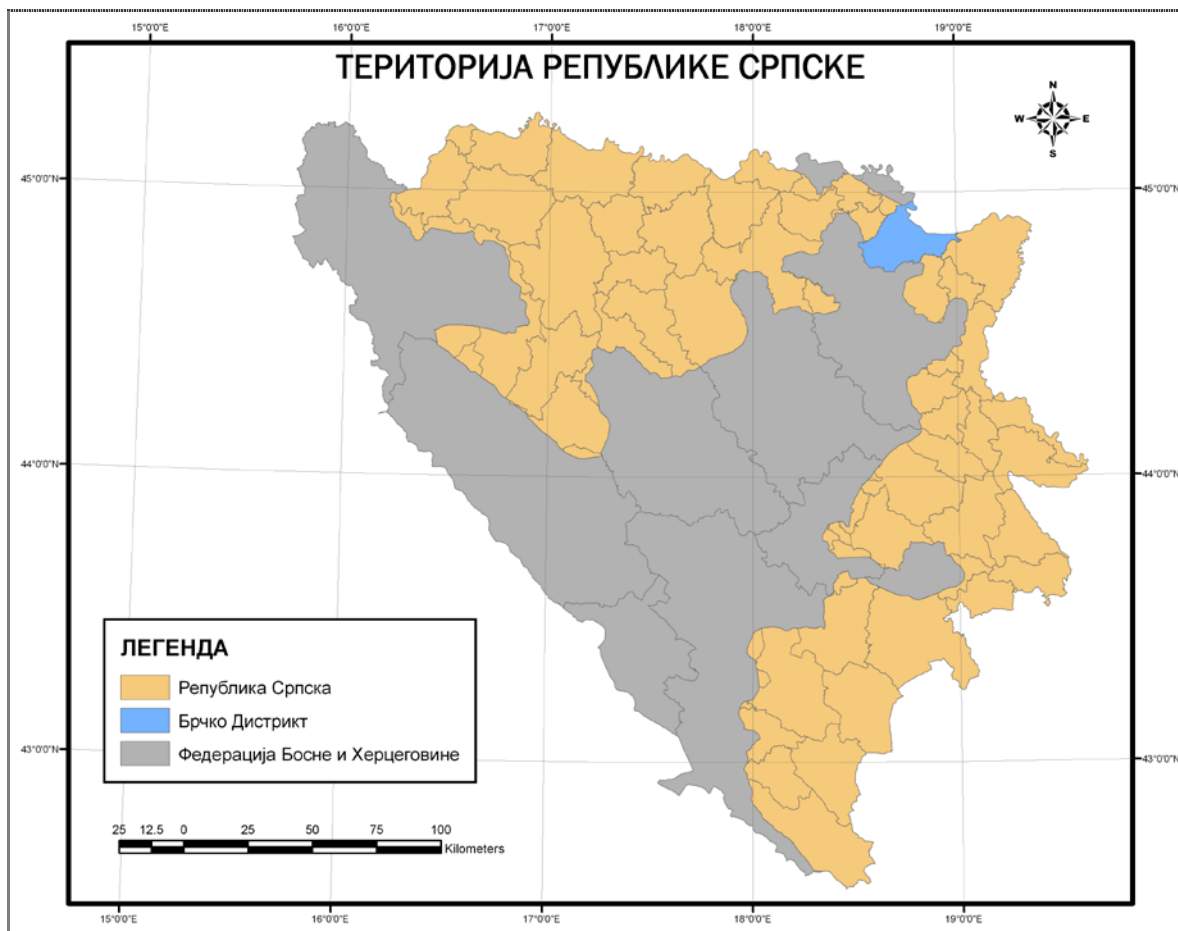 15°0'0"E 16°0'0"E 17°0'0"E 18°0'0"E 19°0'0"E
ТЕРИТОРИЈА РЕПУБЛИКЕ СРПСКЕ
N
W E
S
45°0'0"N 45°0'0"N
44°0'0"N 44°0'0"N
43°0'0"N 43°0'0"N
ЛЕГЕНДА
Република Српска
Брчко Дистрикт
Федерација Босне и Херцеговине
25 12.5 0 25 50 75 100
Kilometers
15°0'0"E 16°0'0"E 17°0'0"E 18°0'0"E 19°0'0"E